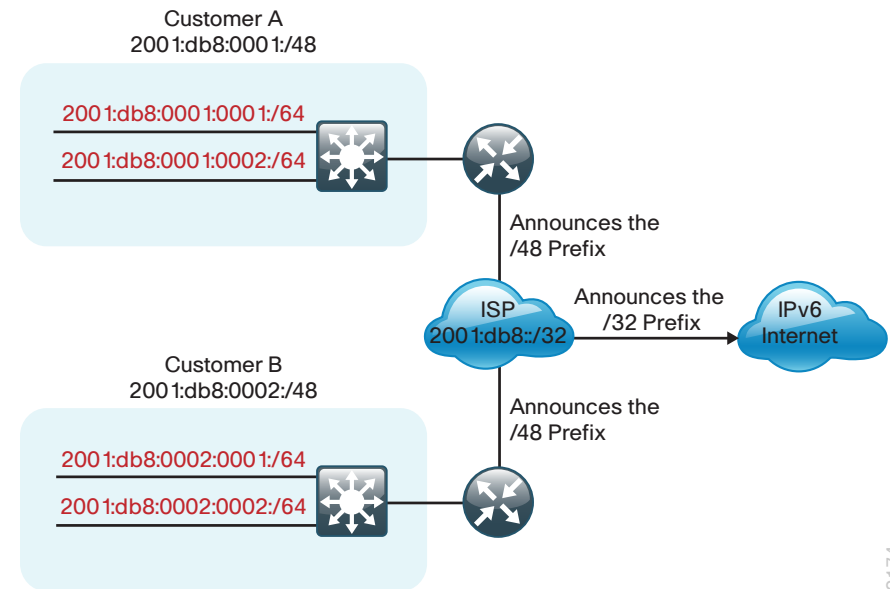 Customer A
2001:db8:0001:/48
2001:db8:0001:0001:/64
2001:db8:0001:0002:/64
Announces the
/48 Prefix
ISP
2001:db8::/32
Announces the
/32 Prefix
IPv6
Internet
Customer B
2001:db8:0002:/48
Announces the
/48 Prefix
2001:db8:0002:0001:/64
2001:db8:0002:0002:/64